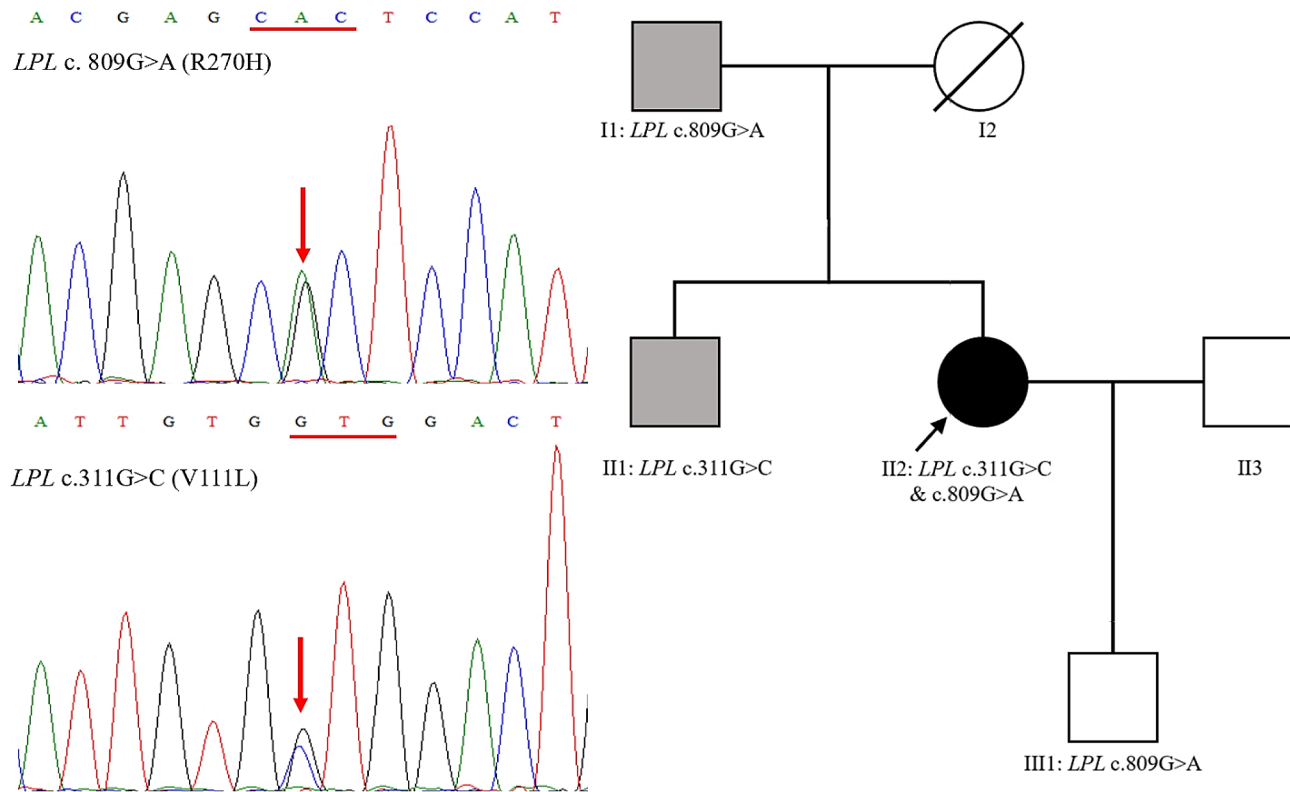 A C G A G C A C T C C A T
LPL c. 809G>A (R270H)
A T T G T G G T G G A C T
LPL c.311G>C (V111L)
I1: LPL c.809G>A
I2
II1: LPL c.311G>C
II2: LPL c.311G>C
& c.809G>A
II3
III1: LPL c.809G>A